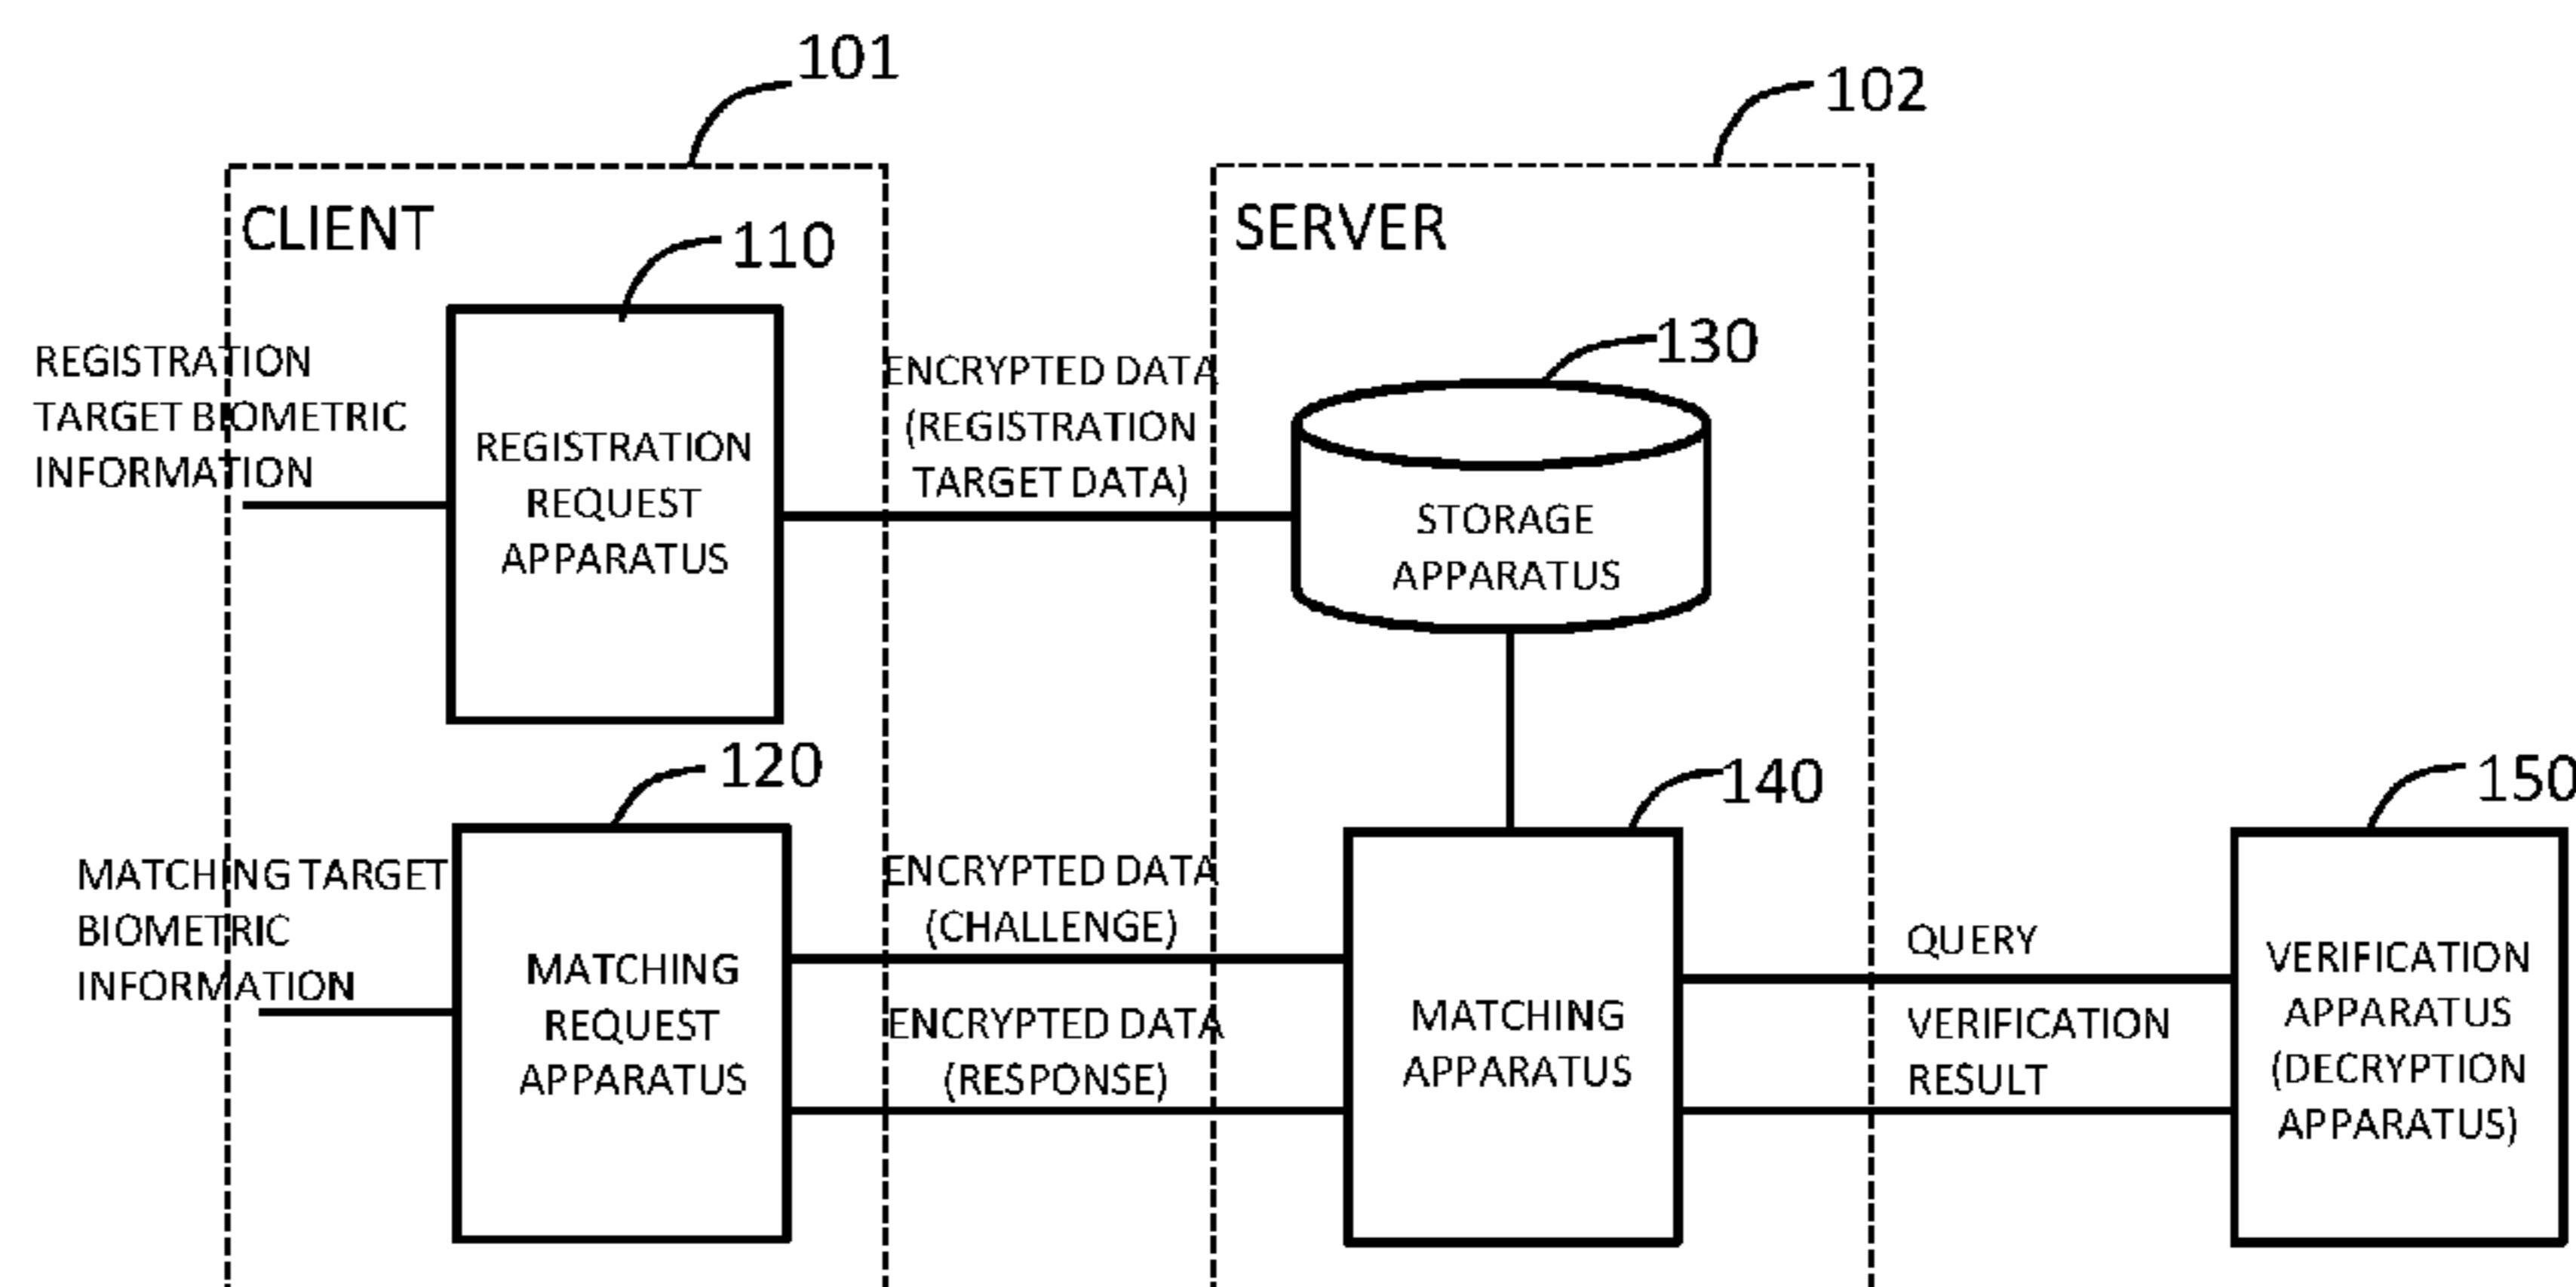 101
102
CLIENT
110
SERVER
REGISTRATION
TARGET BIOMETRIC
INFORMATION
REGISTRATION
REQUEST
APPARATUS
ENCRYPTED DATA
(REGISTRATION
TARGET DATA)
130
STORAGE
APPARATUS
120
140
150
MATCHING TARGET
BIOMETRIC
INFORMATION
MATCHING
REQUEST
APPARATUS
ENCRYPTED DATA
(CHALLENGE)
ENCRYPTED DATA
(RESPONSE)
MATCHING
APPARATUS
QUERY
VERIFICATION
RESULT
VERIFICATION
APPARATUS
(DECRYPTION
APPARATUS)